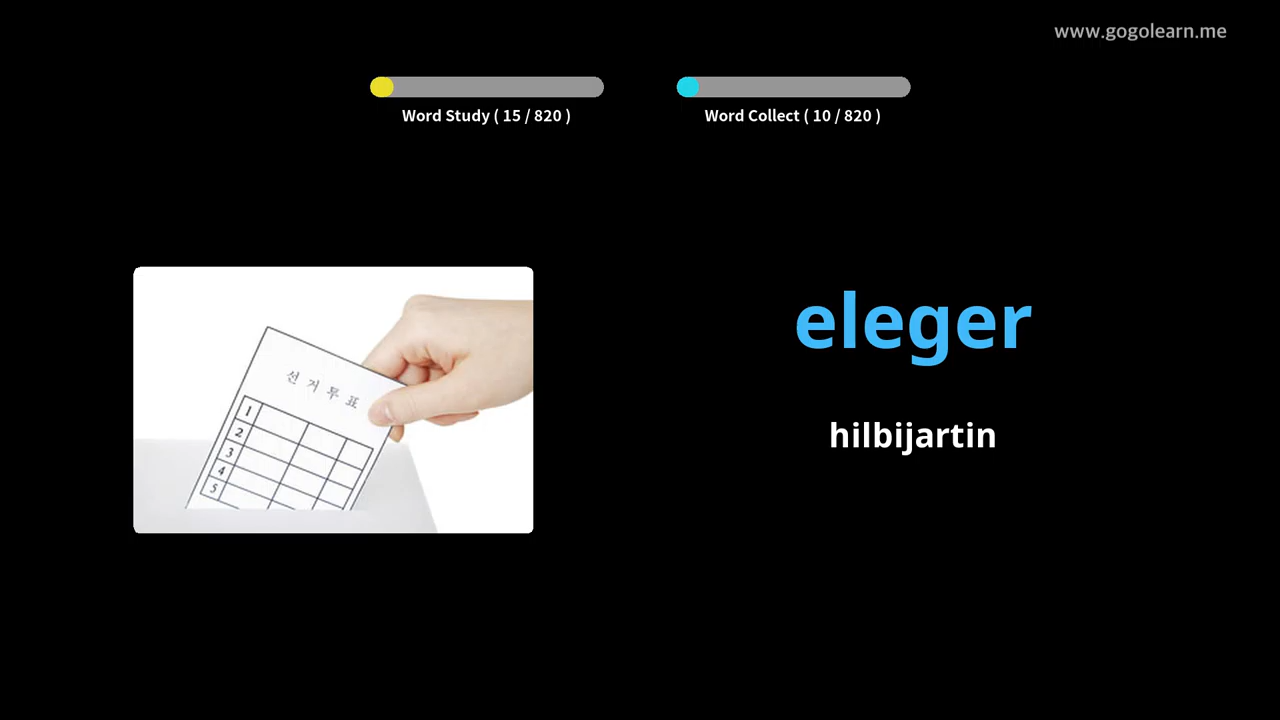 www.gogolearn.me
Word Study ( 15 / 820 )
Word Collect ( 10 / 820 )
선거투표
1
2
3
4
5
eleger
hilbijartin